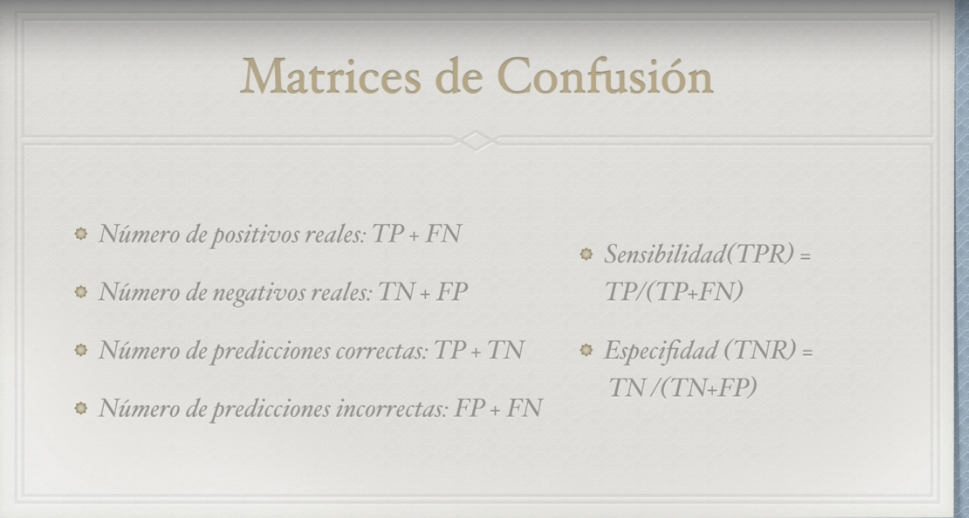 Matrices de Confusión
Número de positivos reales: TP + FN
Número de negativos reales: TN + FP
Número de predicciones correctas: TP + TN
Número de predicciones incorrectas: FP + FN
Sensibilidad(TPR) =
TP/(TP+FN)
Especifidad (TNR) =
TN /(TN+FP)